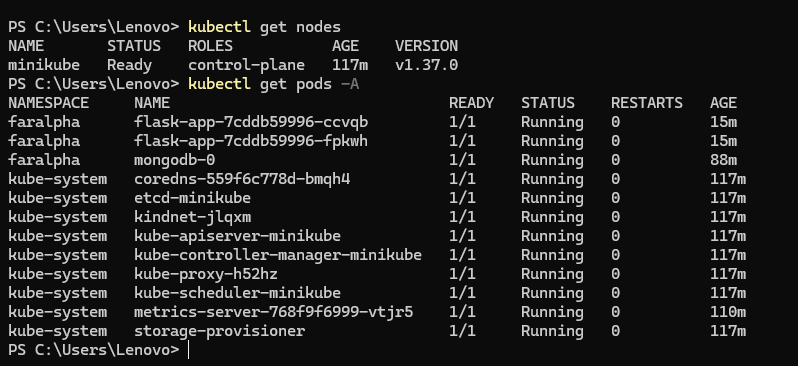 PS C:\Users\Lenovo> kubectl get nodes
NAME       STATUS   ROLES           AGE    VERSION
minikube   Ready    control-plane   117m   v1.37.0
PS C:\Users\Lenovo> kubectl get pods -A
NAMESPACE     NAME                               READY   STATUS    RESTARTS   AGE
faralpha      flask-app-7cddb59996-ccvqb         1/1     Running   0          15m
faralpha      flask-app-7cddb59996-fpkwh         1/1     Running   0          15m
faralpha      mongodb-0                          1/1     Running   0          88m
kube-system   coredns-559f6c778d-bmqh4           1/1     Running   0          117m
kube-system   etcd-minikube                      1/1     Running   0          117m
kube-system   kindnet-jlqxm                      1/1     Running   0          117m
kube-system   kube-apiserver-minikube            1/1     Running   0          117m
kube-system   kube-controller-manager-minikube   1/1     Running   0          117m
kube-system   kube-proxy-h52hz                   1/1     Running   0          117m
kube-system   kube-scheduler-minikube            1/1     Running   0          117m
kube-system   metrics-server-768f9f6999-vtjr5    1/1     Running   0          110m
kube-system   storage-provisioner                1/1     Running   0          117m
PS C:\Users\Lenovo>